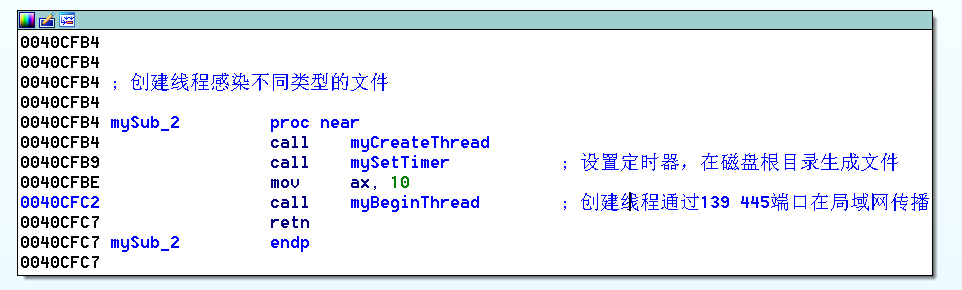 0040CFB4
0040CFB4
0040CFB4 ; 创建线程感染不同类型的文件
0040CFB4
0040CFB4 mySub_2 proc near
0040CFB4 call myCreateThread
0040CFB9 call mySetTimer ; 设置定时器，在磁盘根目录生成文件
0040CFBE mov ax, 10
0040CFC2 call myBeginThread ; 创建线程通过139 445端口在局域网传播
0040CFC7 retn
0040CFC7 mySub_2 endp
0040CFC7